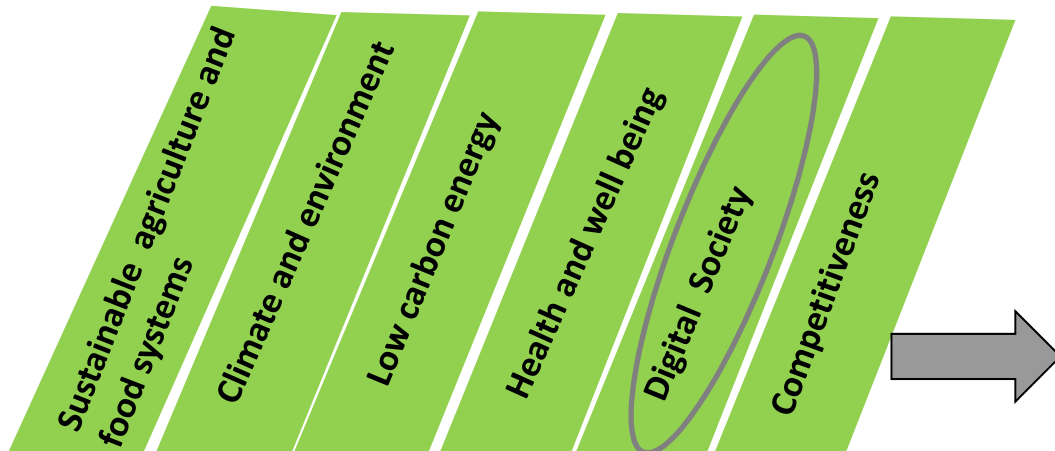 Sustainable agriculture and
food systems
Climate and environment
Low carbon energy
Health and well being
Digital Society
Competitiveness